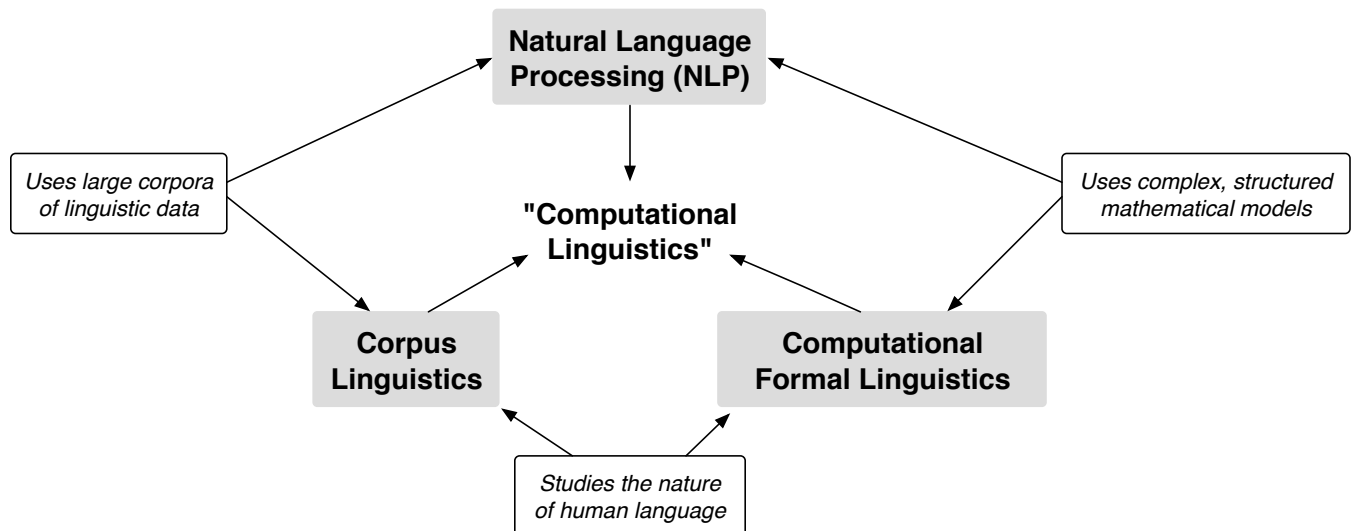 Natural Language
Processing (NLP)
Uses large corpora
of linguistic data
Uses complex, structured
mathematical models
"Computational
Linguistics"
Corpus
Linguistics
Computational
Formal Linguistics
Studies the nature
of human language